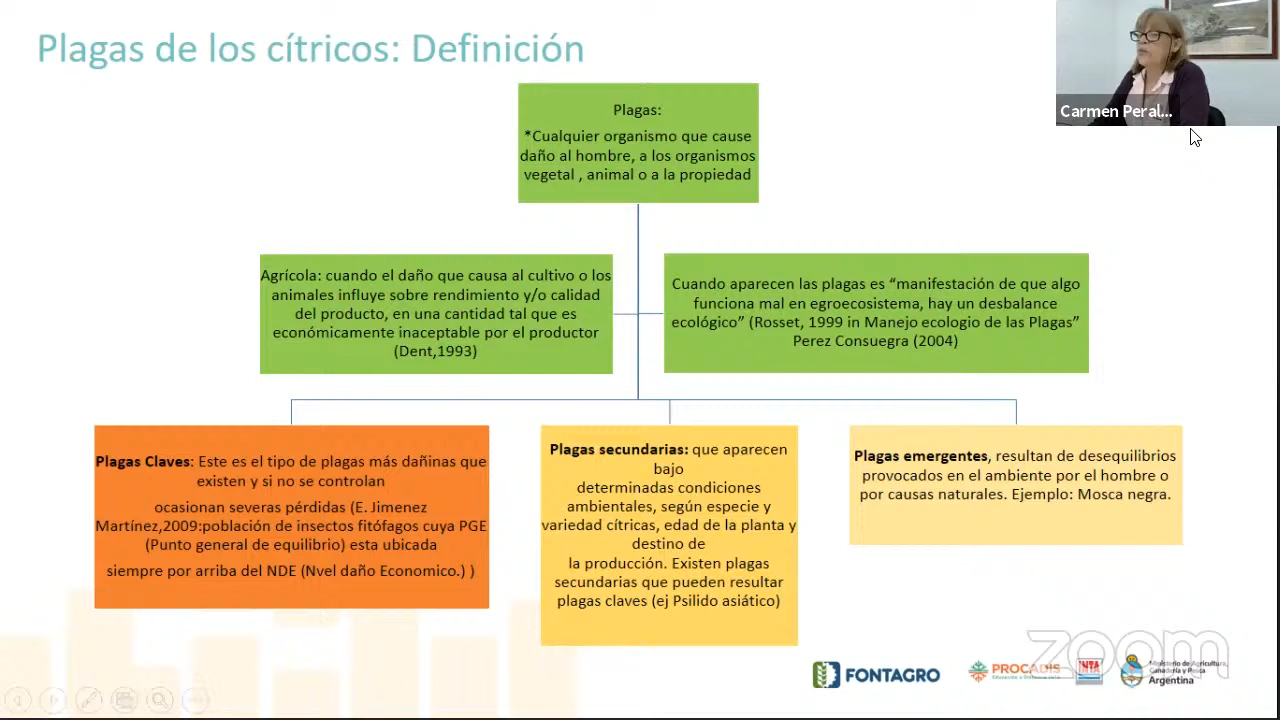 Plagas de los cítricos: Definición
Carmen Peral...
Plagas:
*Cualquier organismo que cause
daño al hombre, a los organismos
vegetal , animal o a la propiedad
Agrícola: cuando el daño que causa al cultivo o los
animales influye sobre rendimiento y/o calidad
del producto, en una cantidad tal que es
económicamente inaceptable por el productor
(Dent,1993)
Cuando aparecen las plagas es “manifestación de que algo
funciona mal en egroecosistema, hay un desbalance
ecológico” (Rosset, 1999 in Manejo ecologio de las Plagas”
Perez Consuegra (2004)
Plagas Claves: Este es el tipo de plagas más dañinas que
existen y si no se controlan
ocasionan severas pérdidas (E. Jimenez
Martínez,2009:población de insectos fitófagos cuya PGE
(Punto general de equilibrio) esta ubicada
siempre por arriba del NDE (Nvel daño Economico.) )
Plagas secundarias: que aparecen
bajo
determinadas condiciones
ambientales, según especie y
variedad cítricas, edad de la planta y
destino de
la producción. Existen plagas
secundarias que pueden resultar
plagas claves (ej Psilido asiático)
Plagas emergentes, resultan de desequilibrios
provocados en el ambiente por el hombre o
por causas naturales. Ejemplo: Mosca negra.
zoom
FONTAGRO
PROCADIS
INTA
Ministerio de Agricultura,
Ganadería y Pesca
Argentina